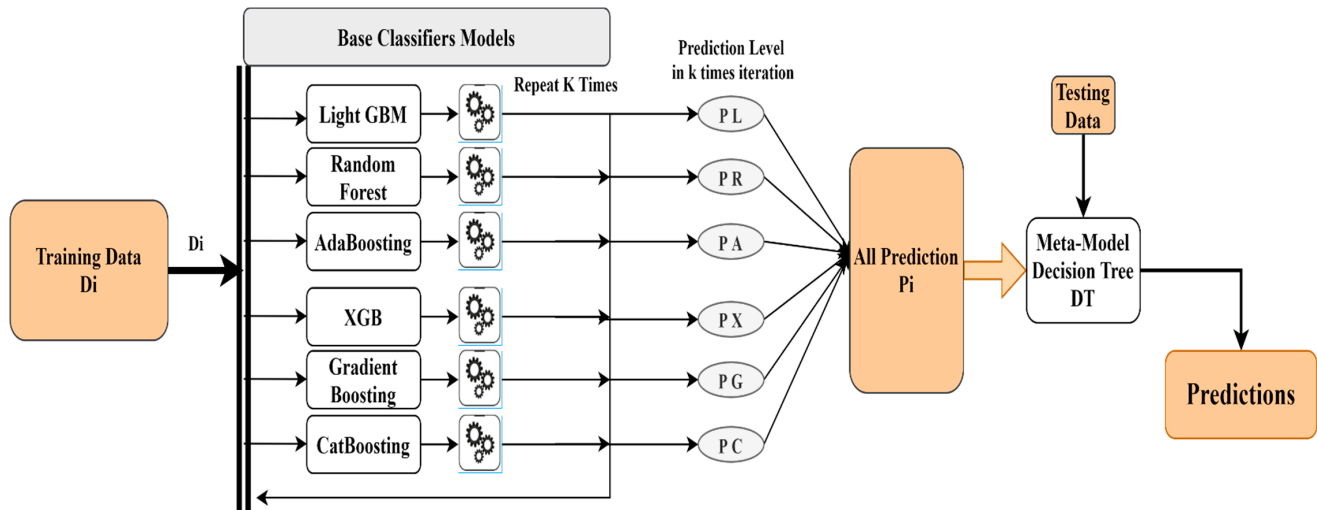 Base Classifiers Models
Prediction Level
in k times iteration
Repeat K Times
Light GBM
Random
Forest
AdaBoosting
XGB
Gradient
Boosting
CatBoosting
Training Data
Di
Di
P L
P R
P A
P X
P G
P C
All Prediction
Pi
Testing
Data
Meta-Model
Decision Tree
DT
Predictions